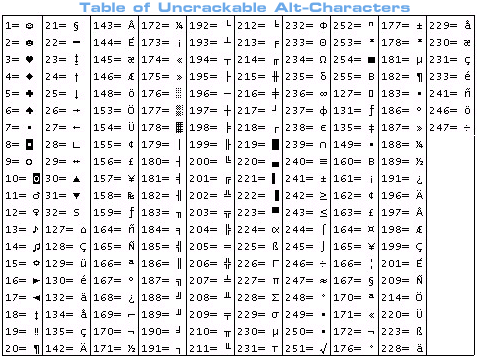 Table of Uncrackable Alt-Characters
1= ☺ 21= § 143= Å 172= ¼ 192= └ 212= ╘ 232= Φ 252= ⁿ 177= ± 229= å
2= ☻ 22= ▬ 144= É 173= ¡ 193= ┴ 213= ╒ 233= Θ 253= ² 178= ² 230= æ
3= ♥ 23= ↨ 145= æ 174= « 194= ┬ 214= ╓ 234= Ω 254= ■ 181= µ 231= ç
4= ♦ 24= ↑ 146= Æ 175= » 195= ├ 215= ╫ 235= δ 255= B 182= ¶ 233= é
5= ♣ 25= ↓ 148= ö 176= ░ 196= ─ 216= ╪ 236= ∞ 127= 183= · 241= ñ
6= ♠ 26= → 153= Ö 177= ▒ 197= ┼ 217= ┘ 237= φ 131= ƒ 186= º 246= ö
7= • 27= ← 154= Ü 178= ▓ 198= ╞ 218= ┌ 238= ε 135= ‡ 187= » 247= ÷
8= ◘ 28= ∟ 155= ¢ 179= │ 199= ╟ 219= █ 239= ∩ 149= • 188= ¼
9= ○ 29= ↔ 156= £ 180= ┤ 200= ╚ 220= ▄ 240= ≡ 160= B 189= ½
10= ◙ 30= ▲ 157= ¥ 181= ╡ 201= ╔ 221= ▌ 241= ± 161= ¡ 191= ¿
11= ♂ 31= ▼ 158= ₧ 182= ╢ 202= ╩ 222= ▐ 242= ≥ 162= ¢ 196= Ä
12= ♀ 32= S 159= ƒ 183= ╖ 203= ╦ 223= ▀ 243= ≤ 163= £ 197= Å
13= ♪ 127= ⌂ 164= ñ 184= ╕ 204= ╠ 224= α 244= ⌠ 164= ¤ 198= Æ
14= ♫ 128= Ç 165= Ñ 185= ╣ 205= ═ 225= ß 245= ⌡ 165= ¥ 199= Ç
15= ☼ 129= ü 166= ª 186= ║ 206= ╬ 226= Γ 246= ÷ 166= ¦ 201= É
16= ► 130= é 167= º 187= ╗ 207= ╧ 227= π 247= ≈ 167= § 209= Ñ
17= ◄ 132= ä 168= ¿ 188= ╝ 208= ╨ 228= Σ 248= ° 170= ª 214= Ö
18= ↕ 134= å 169= ⌐ 189= ╜ 209= ╤ 229= σ 249= ∙ 171= « 220= Ü
19= ‼ 135= ç 170= ¬ 190= ╛ 210= ╥ 230= µ 250= · 172= ¬ 223= ß
20= ¶ 142= Ä 171= ½ 191= ┐ 211= ╙ 231= τ 251= √ 176= ° 228= ä